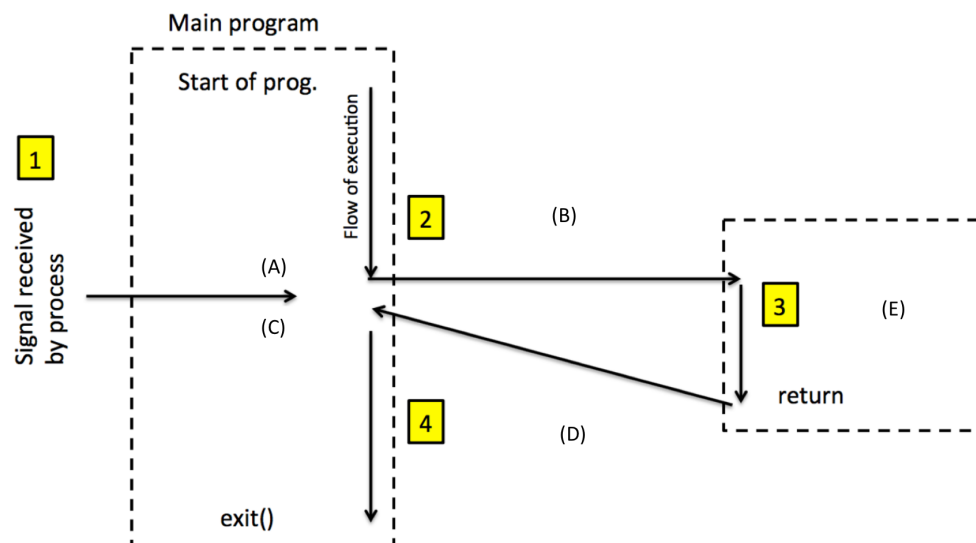 Main program
Start of prog.
1
Signal received
by process
Flow of execution
2
(B)
(A)
3
(E)
(C)
return
4
(D)
exit()